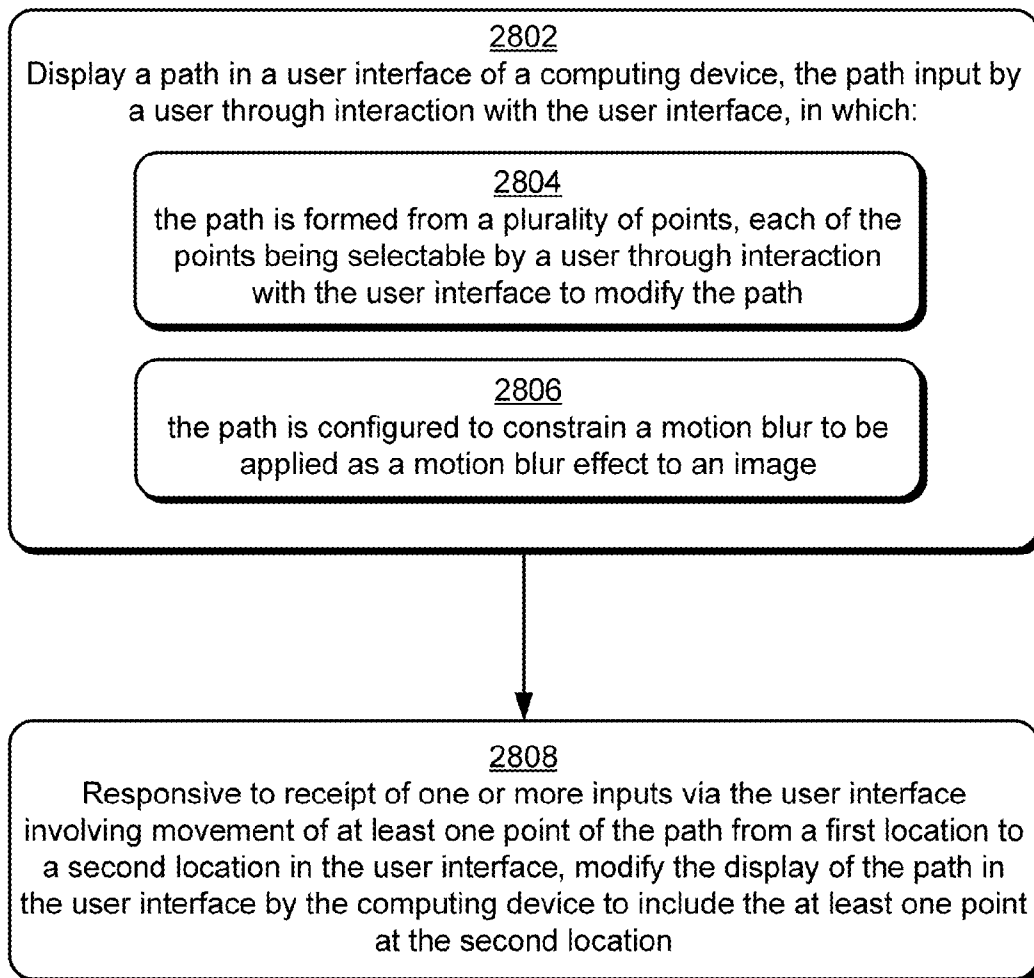 2802
Display a path in a user interface of a computing device, the path input by
a user through interaction with the user interface, in which:
2804
the path is formed from a plurality of points, each of the
points being selectable by a user through interaction
with the user interface to modify the path
2806
the path is configured to constrain a motion blur to be
applied as a motion blur effect to an image
2808
Responsive to receipt of one or more inputs via the user interface
involving movement of at least one point of the path from a first location to
a second location in the user interface, modify the display of the path in
the user interface by the computing device to include the at least one point
at the second location